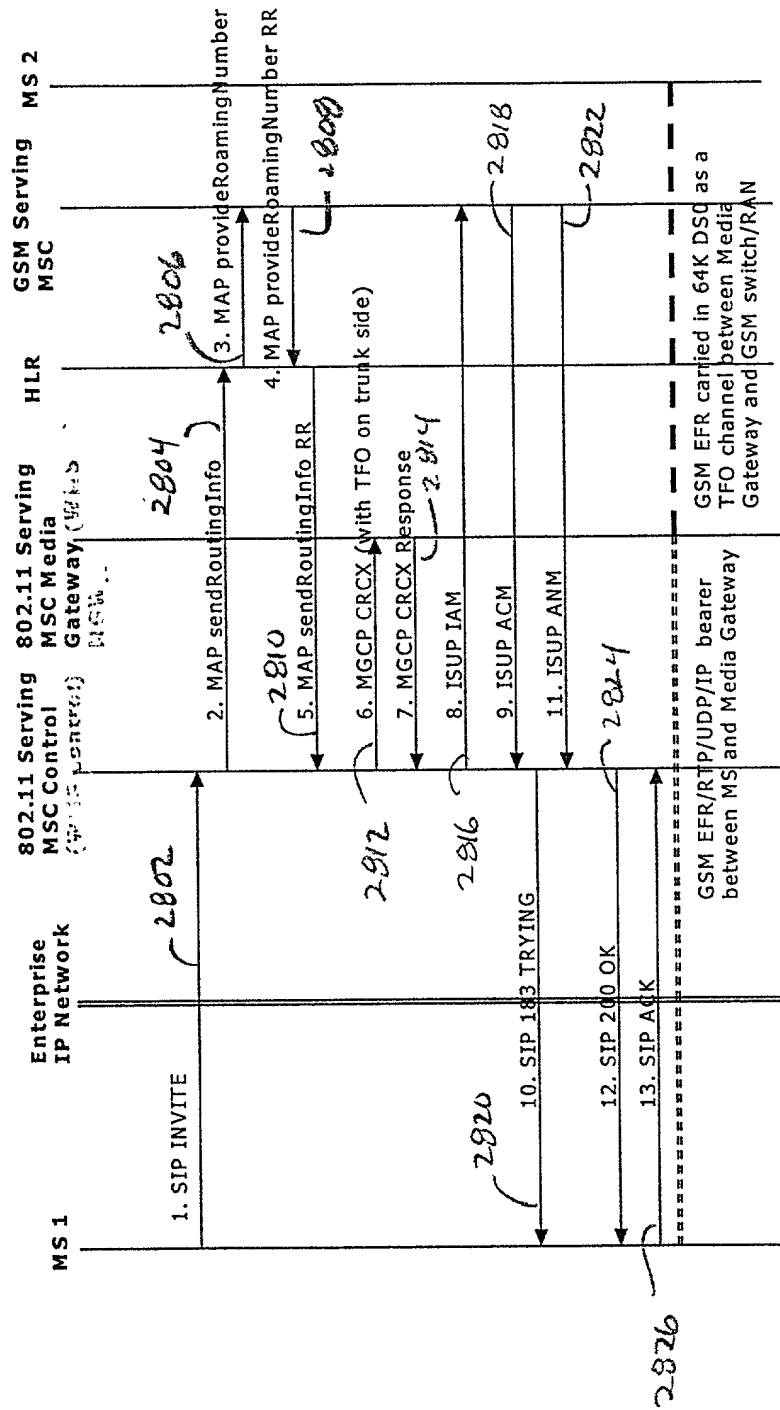 MS 1
Enterprise
IP Network
802.11 Serving
MSC Control
802.11 Serving
MSC Media
Gateway
HLR
GSM Serving
MSC
MS 2
1. SIP INVITE
2802
2. MAP sendRoutingInfo
2804
3. MAP provideRoamingNumber
2806
4. MAP provideRoamingNumber RR
2808
5. MAP sendRoutingInfo RR
2810
6. MGCP CRCX (with TFO on trunk side)
2812
7. MGCP CRCX Response
2814
8. ISUP IAM
2816
9. ISUP ACM
2818
10. SIP 183 TRYING
2820
11. ISUP ANM
2822
12. SIP 200 OK
2824
13. SIP ACK
2826
GSM EFR/RTP/UDP/IP bearer
between MS and Media Gateway
GSM EFR carried in 64K DS0 as a
TFO channel between Media
Gateway and GSM switch/RAN